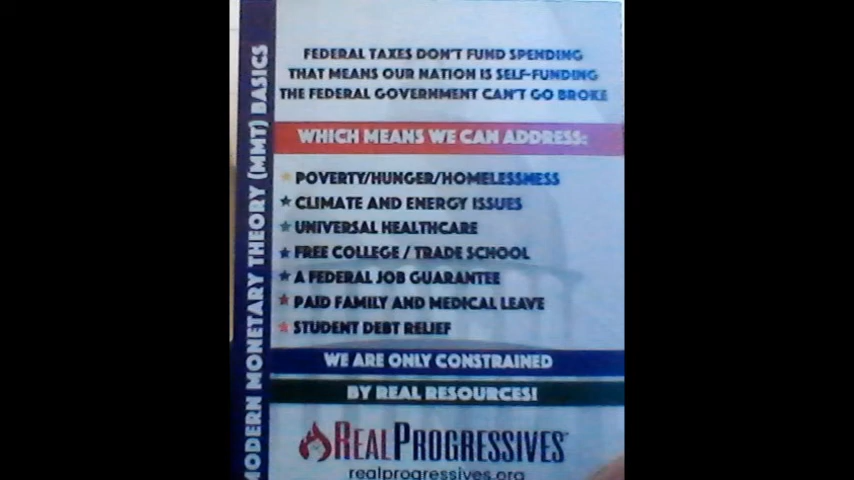 MODERN MONETARY THEORY (MMT) BASICS
FEDERAL TAXES DON'T FUND SPENDING
THAT MEANS OUR NATION IS SELF-FUNDING
THE FEDERAL GOVERNMENT CAN'T GO BROKE
WHICH MEANS WE CAN ADDRESS:
POVERTY/HUNGER/HOMELESSNESS
CLIMATE AND ENERGY ISSUES
UNIVERSAL HEALTHCARE
FREE COLLEGE / TRADE SCHOOL
A FEDERAL JOB GUARANTEE
PAID FAMILY AND MEDICAL LEAVE
STUDENT DEBT RELIEF
WE ARE ONLY CONSTRAINED
BY REAL RESOURCES!
REALPROGRESSIVES
realprogressives.org